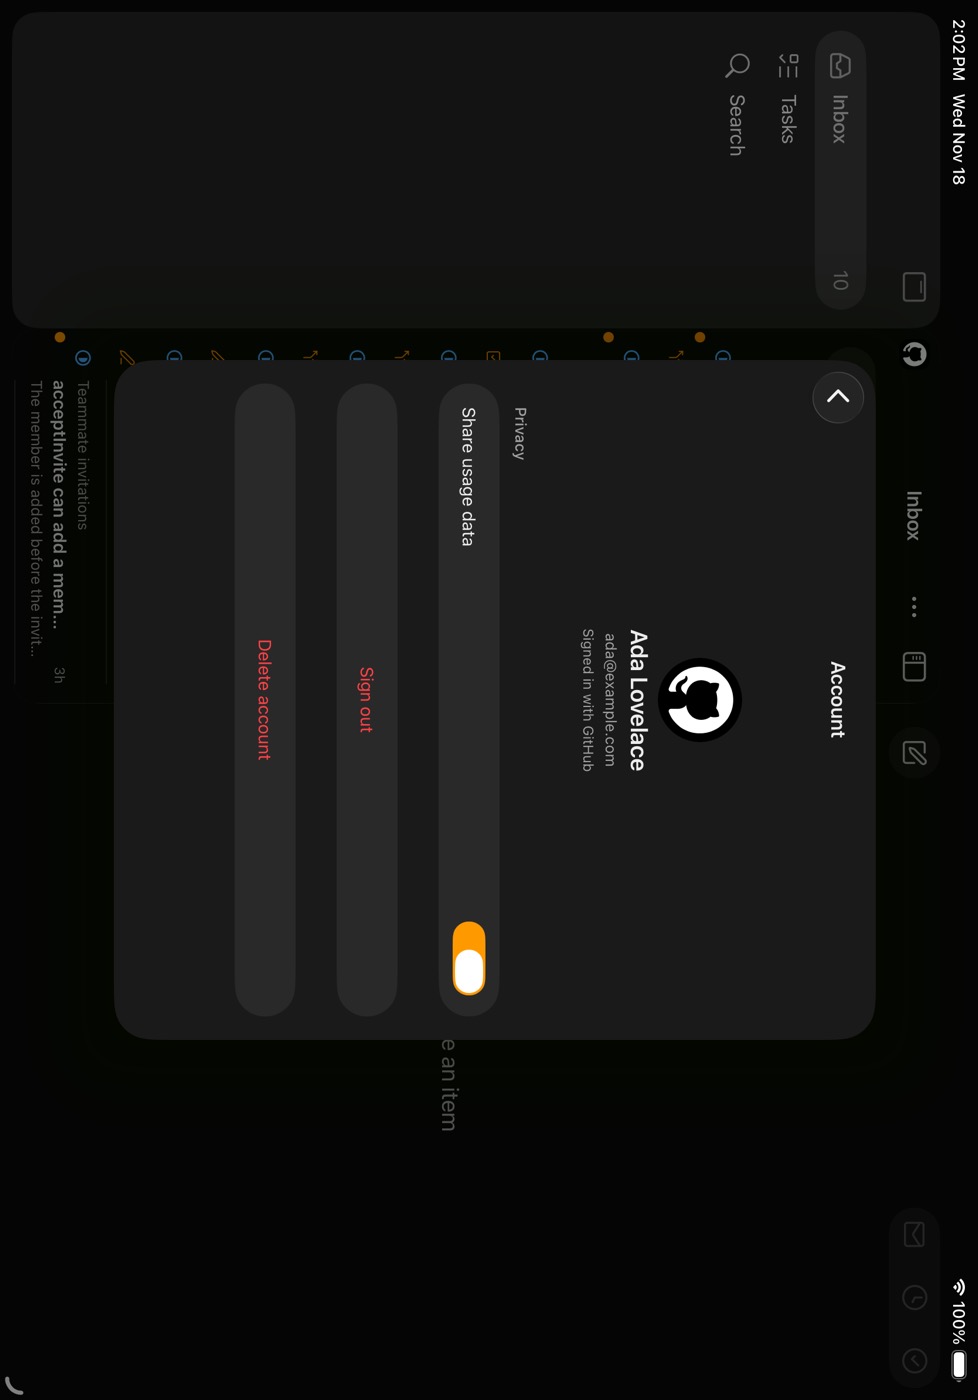 2:02 PM Wed Nov 18
100%
Inbox
Inbox 10
Tasks
Search
Account
Ada Lovelace
ada@example.com
Signed in with GitHub
Privacy
Share usage data
e an item
Sign out
Delete account
Teammate invitations
acceptInvite can add a mem... 3h
The member is added before the invit...